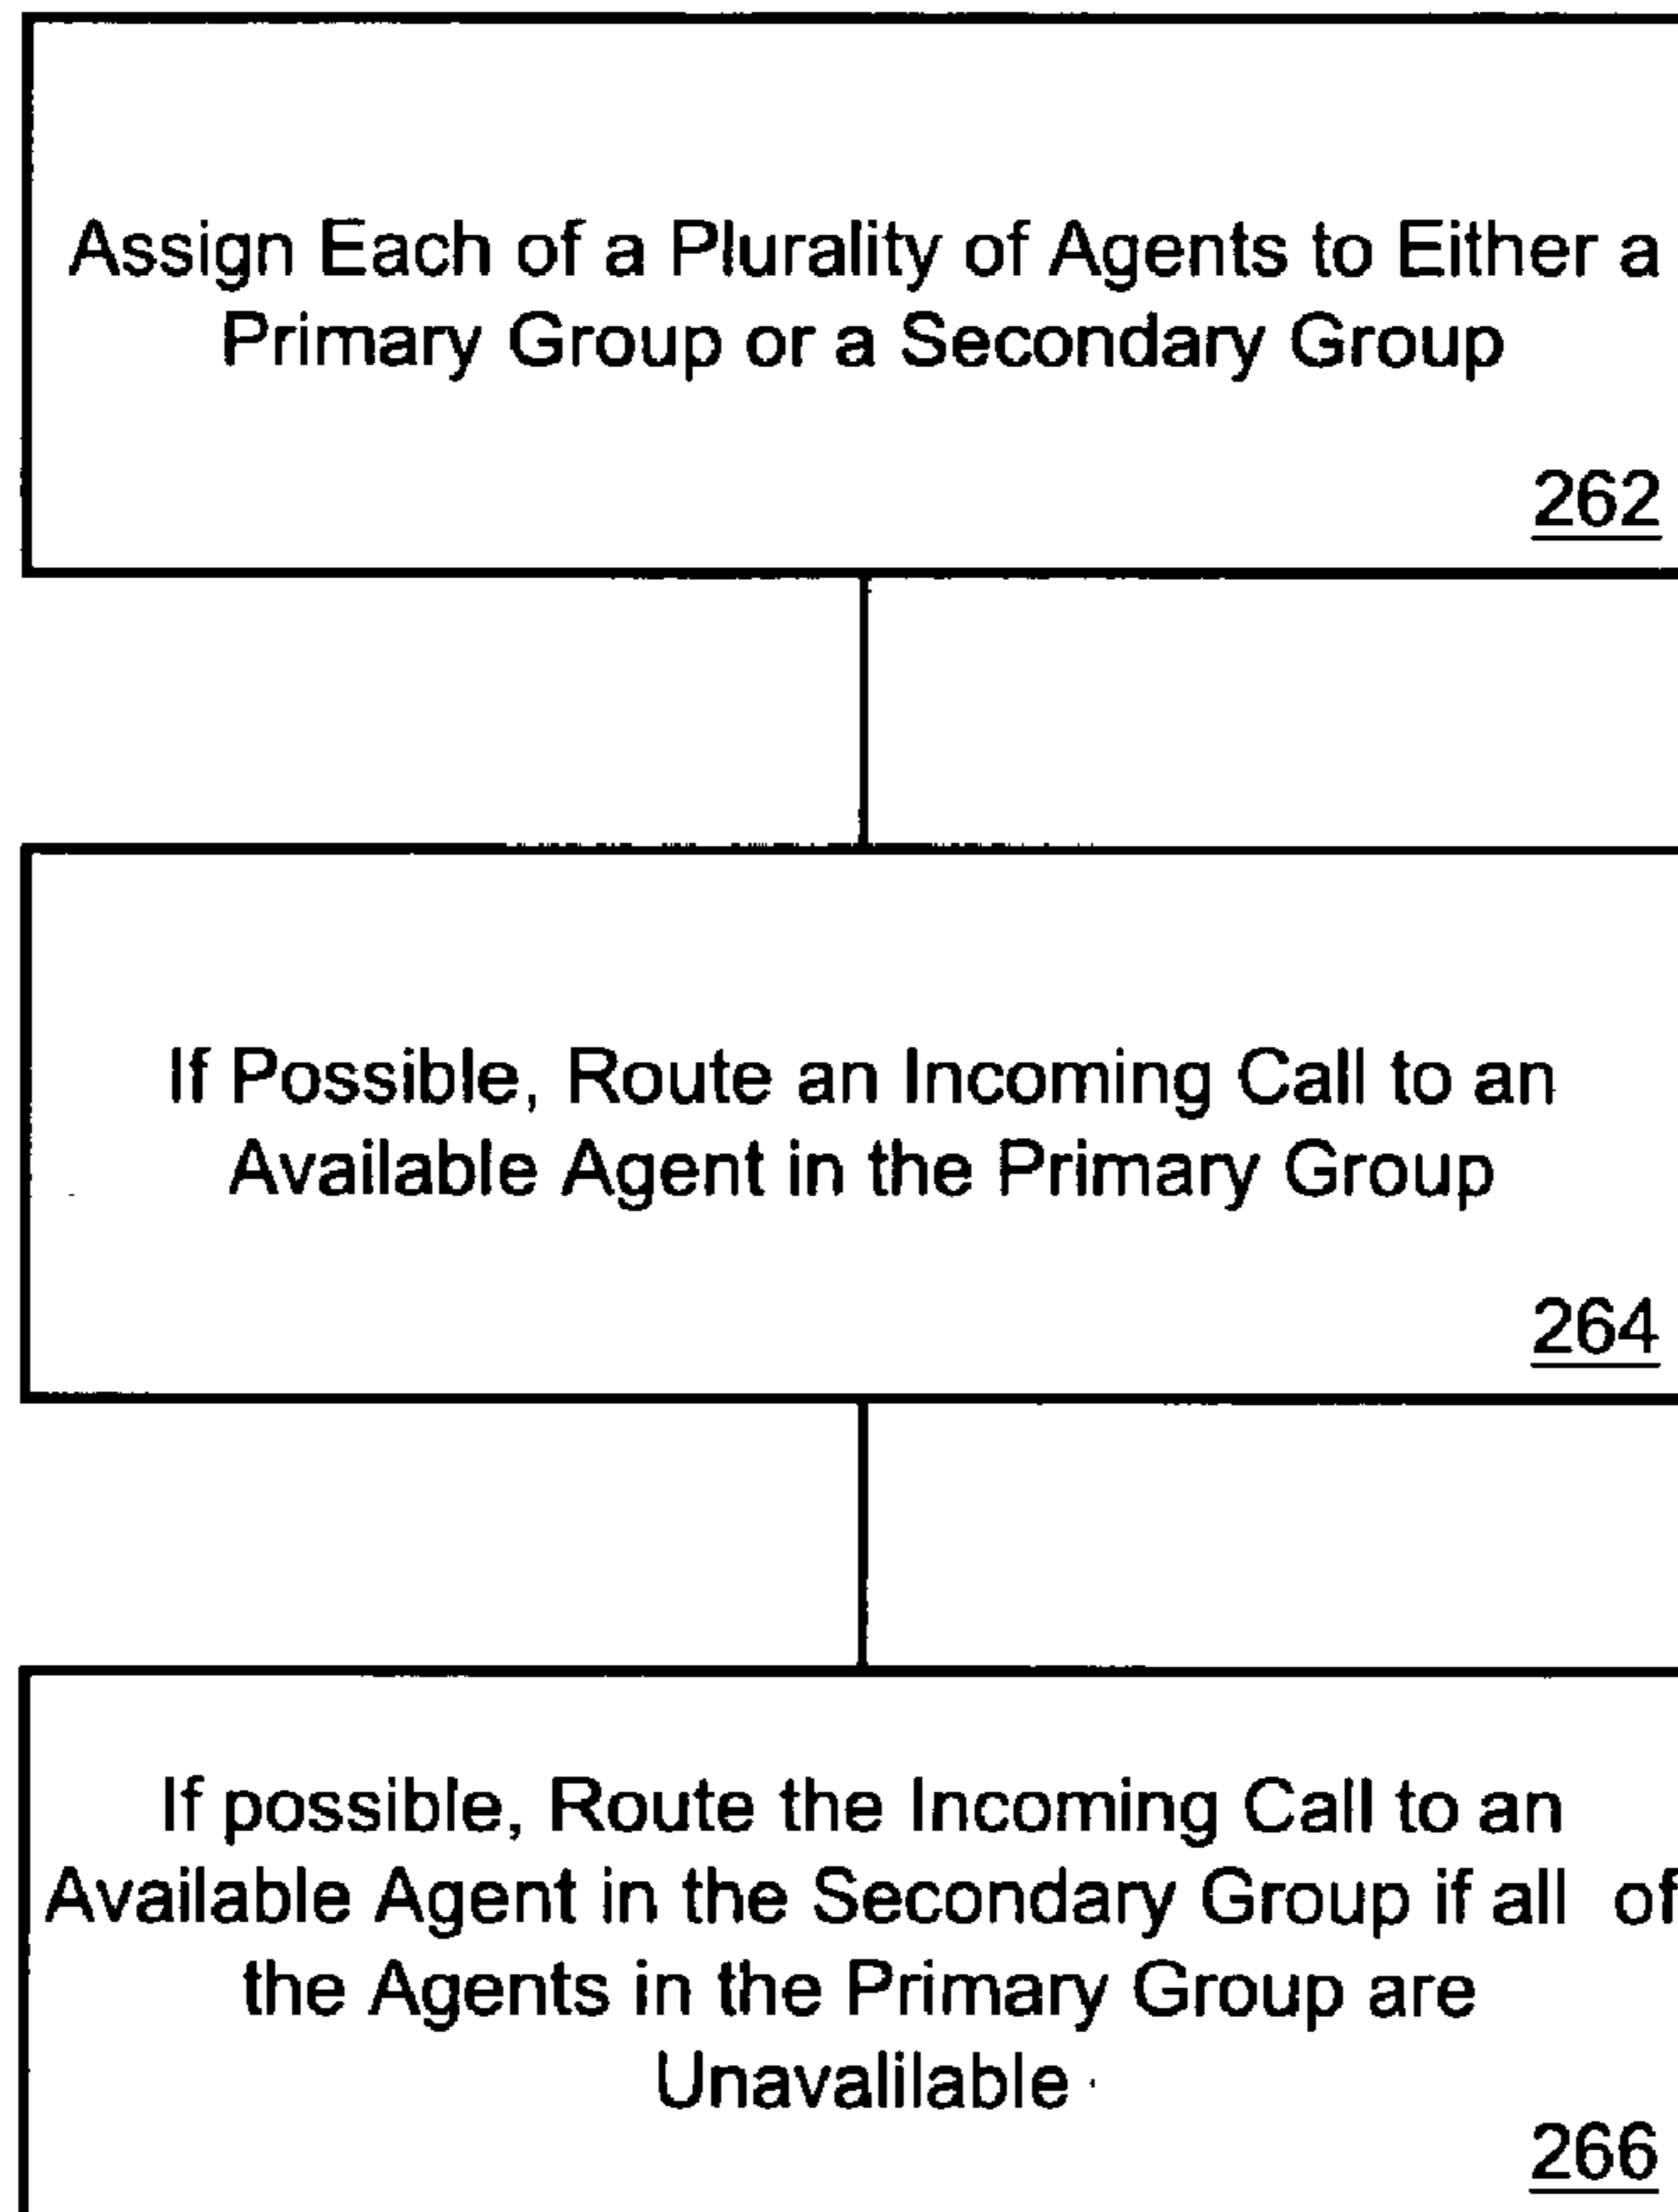 Assign Each of a Plurality of Agents to Either a
Primary Group or a Secondary Group
262
If Possible, Route an Incoming Call to an
Available Agent in the Primary Group
264
If possible, Route the Incoming Call to an
Available Agent in the Secondary Group if all of
the Agents in the Primary Group are
Unavalilable
266